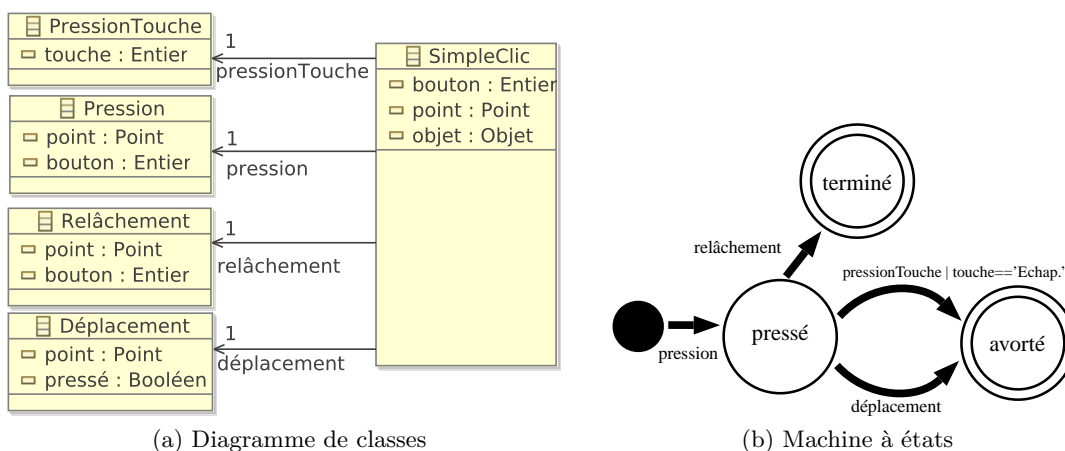 PressionTouche
touche : Entier
1
pressionTouche
Pression
point : Point
bouton : Entier
1
pression
Relâchement
point : Point
bouton : Entier
1
relâchement
Déplacement
point : Point
pressé : Booléen
1
déplacement
SimpleClic
bouton : Entier
point : Point
objet : Objet
(a) Diagramme de classes
terminé
relâchement
pressionTouche | touche=='Echap.'
pressé
avorté
pression
déplacement
(b) Machine à états